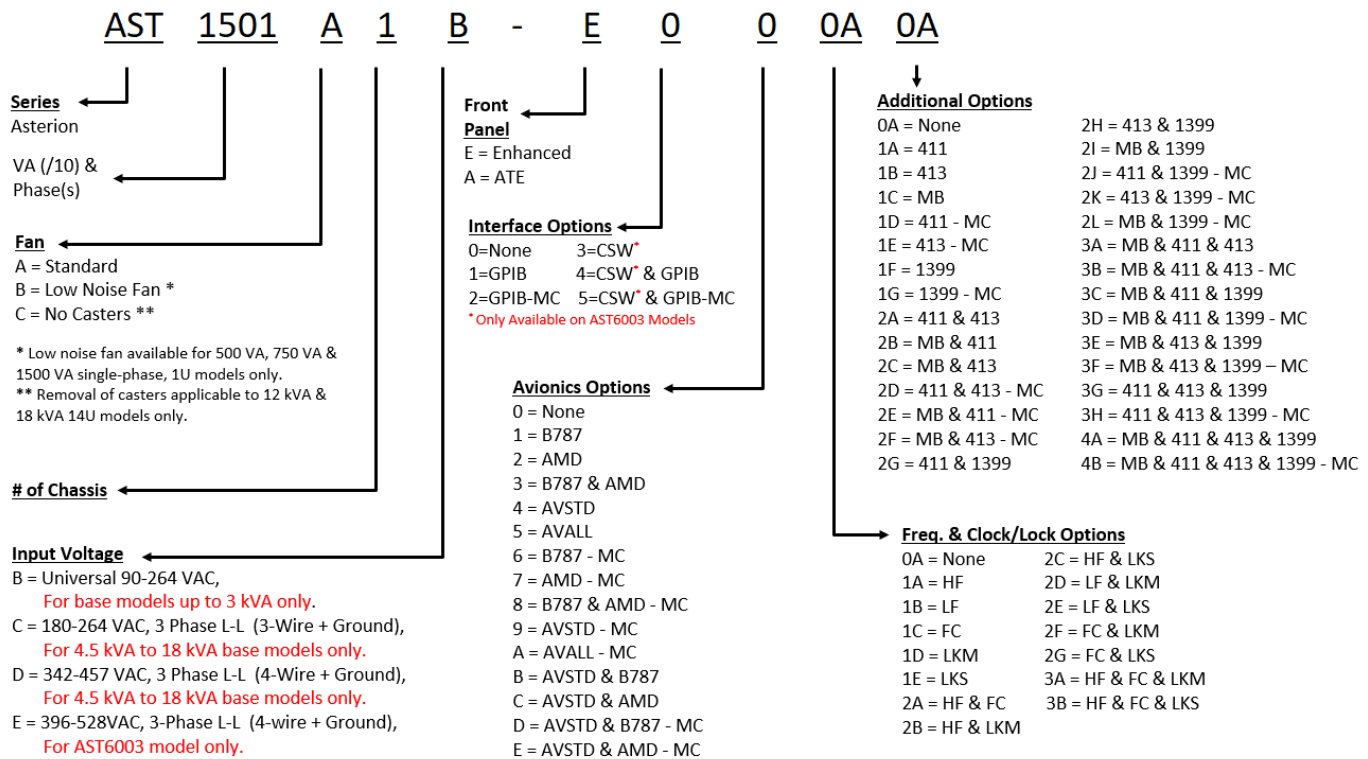 AST 1501 A 1 B - E 0 0 0A 0A
Series
Asterion
VA (/10) &
Phase(s)
Fan
A = Standard
B = Low Noise Fan *
C = No Casters **
* Low noise fan available for 500 VA, 750 VA &
1500 VA single-phase, 1U models only.
** Removal of casters applicable to 12 kVA &
18 kVA 14U models only.
# of Chassis
Input Voltage
B = Universal 90-264 VAC,
For base models up to 3 kVA only.
C = 180-264 VAC, 3 Phase L-L (3-Wire + Ground),
For 4.5 kVA to 18 kVA base models only.
D = 342-457 VAC, 3 Phase L-L (4-Wire + Ground),
For 4.5 kVA to 18 kVA base models only.
E = 396-528VAC, 3-Phase L-L (4-wire + Ground),
For AST6003 model only.
Front
Panel
E = Enhanced
A = ATE
Interface Options
0=None 3=CSW*
1=GPIB 4=CSW* & GPIB
2=GPIB-MC 5=CSW* & GPIB-MC
* Only Available on AST6003 Models
Avionics Options
0 = None
1 = B787
2 = AMD
3 = B787 & AMD
4 = AVSTD
5 = AVALL
6 = B787 - MC
7 = AMD - MC
8 = B787 & AMD - MC
9 = AVSTD - MC
A = AVALL - MC
B = AVSTD & B787
C = AVSTD & AMD
D = AVSTD & B787 - MC
E = AVSTD & AMD - MC
Additional Options
0A = None 2H = 413 & 1399
1A = 411 2I = MB & 1399
1B = 413 2J = 411 & 1399 - MC
1C = MB 2K = 413 & 1399 - MC
1D = 411 - MC 2L = MB & 1399 - MC
1E = 413 - MC 3A = MB & 411 & 413
1F = 1399 3B = MB & 411 & 413 - MC
1G = 1399 - MC 3C = MB & 411 & 1399
2A = 411 & 413 3D = MB & 411 & 1399 - MC
2B = MB & 411 3E = MB & 413 & 1399
2C = MB & 413 3F = MB & 413 & 1399 – MC
2D = 411 & 413 - MC 3G = 411 & 413 & 1399
2E = MB & 411 - MC 3H = 411 & 413 & 1399 - MC
2F = MB & 413 - MC 4A = MB & 411 & 413 & 1399
2G = 411 & 1399 4B = MB & 411 & 413 & 1399 - MC
Freq. & Clock/Lock Options
0A = None 2C = HF & LKS
1A = HF 2D = LF & LKM
1B = LF 2E = LF & LKS
1C = FC 2F = FC & LKM
1D = LKM 2G = FC & LKS
1E = LKS 3A = HF & FC & LKM
2A = HF & FC 3B = HF & FC & LKS
2B = HF & LKM